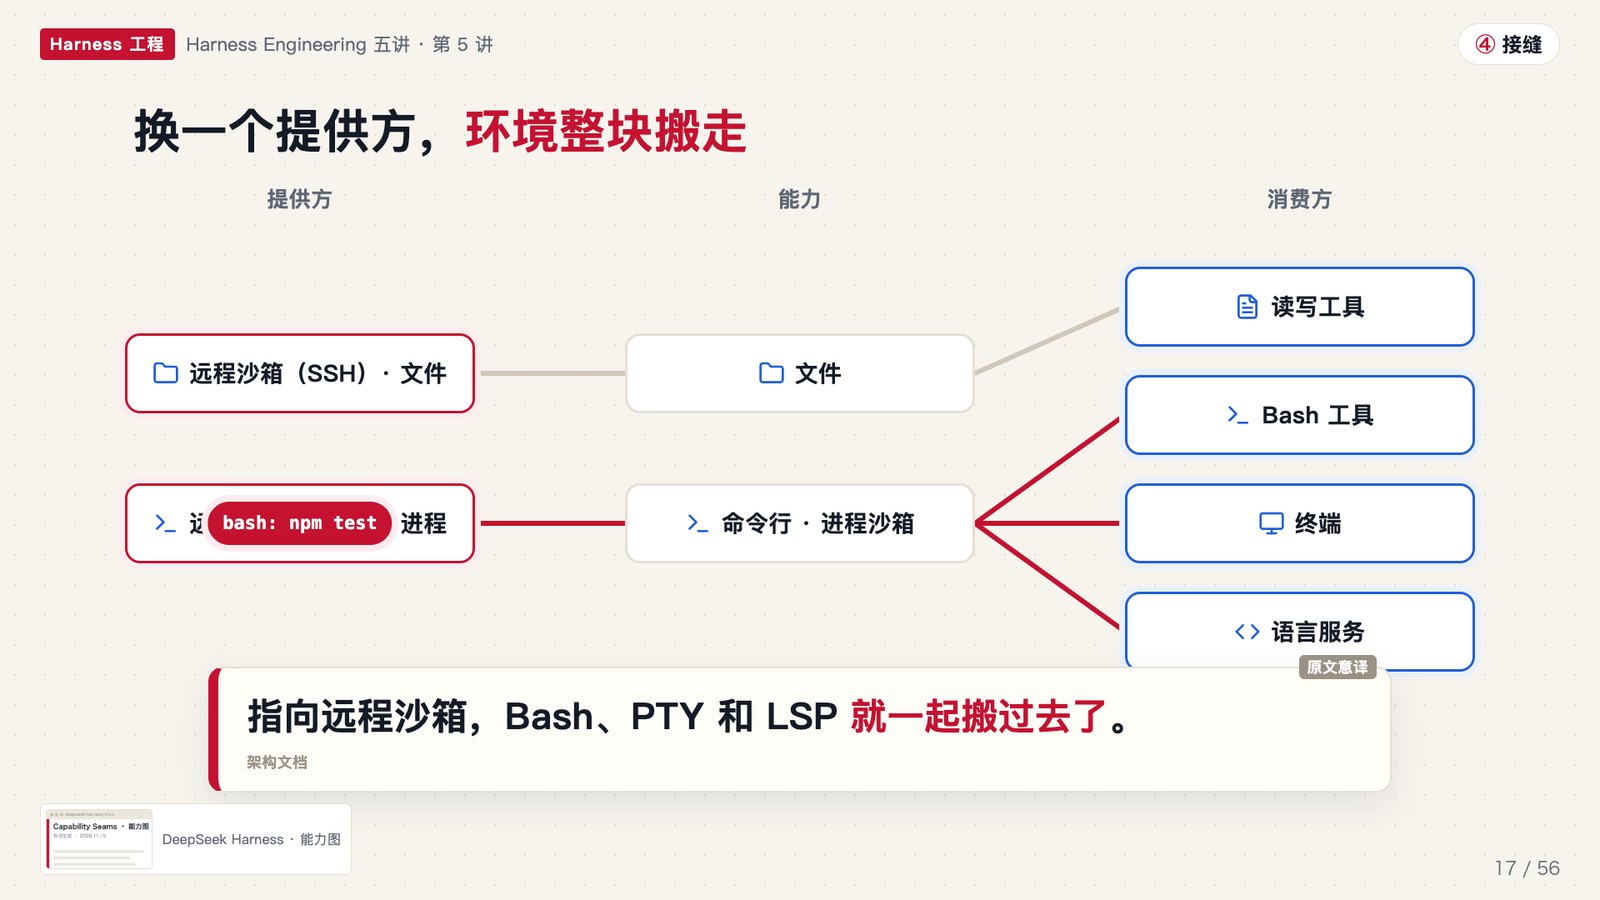 Harness 工程 Harness Engineering 五讲 · 第 5 讲
④ 接缝
换一个提供方，环境整块搬走
提供方 能力 消费方
读写工具
远程沙箱（SSH）· 文件
文件
Bash 工具
bash: npm test 进程
命令行 · 进程沙箱
终端
语言服务
原文意译
指向远程沙箱，Bash、PTY 和 LSP 就一起搬过去了。
架构文档
Capability Seams · 能力图
DeepSeek Harness · 能力图
17 / 56